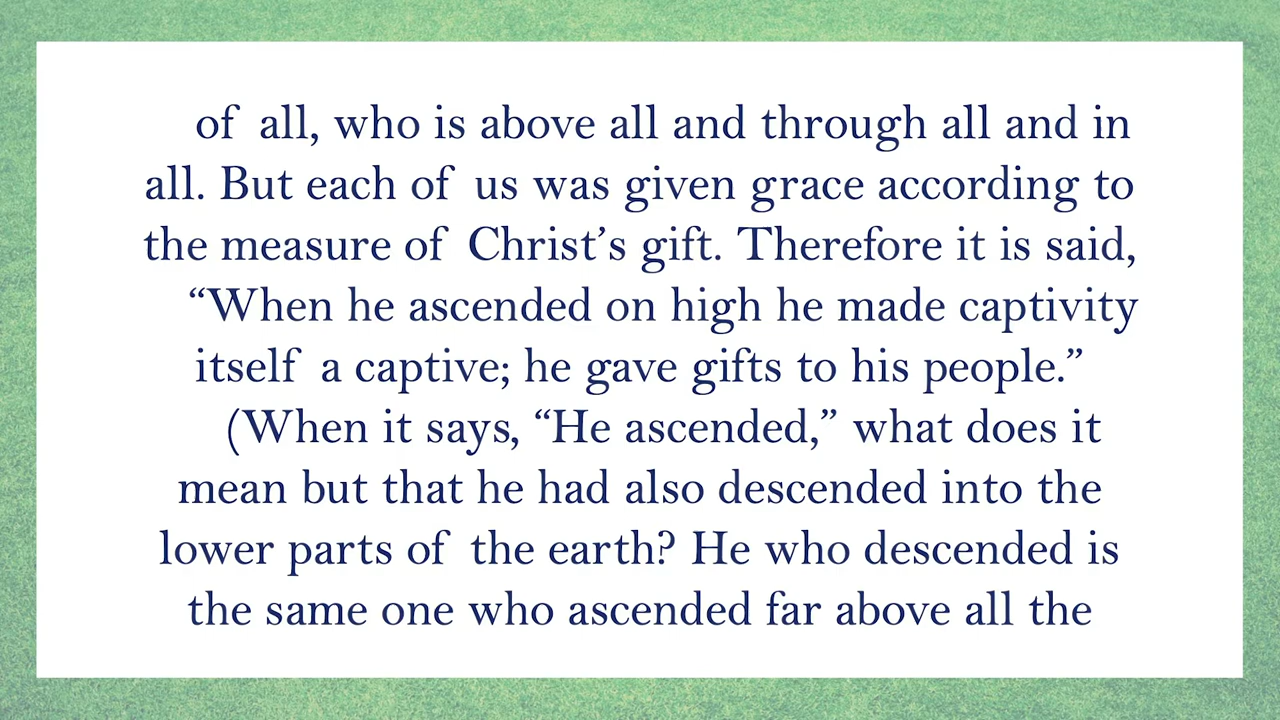 of all, who is above all and through all and in
all. But each of us was given grace according to
the measure of Christ’s gift. Therefore it is said,
“When he ascended on high he made captivity
itself a captive; he gave gifts to his people.”
(When it says, “He ascended,” what does it
mean but that he had also descended into the
lower parts of the earth? He who descended is
the same one who ascended far above all the